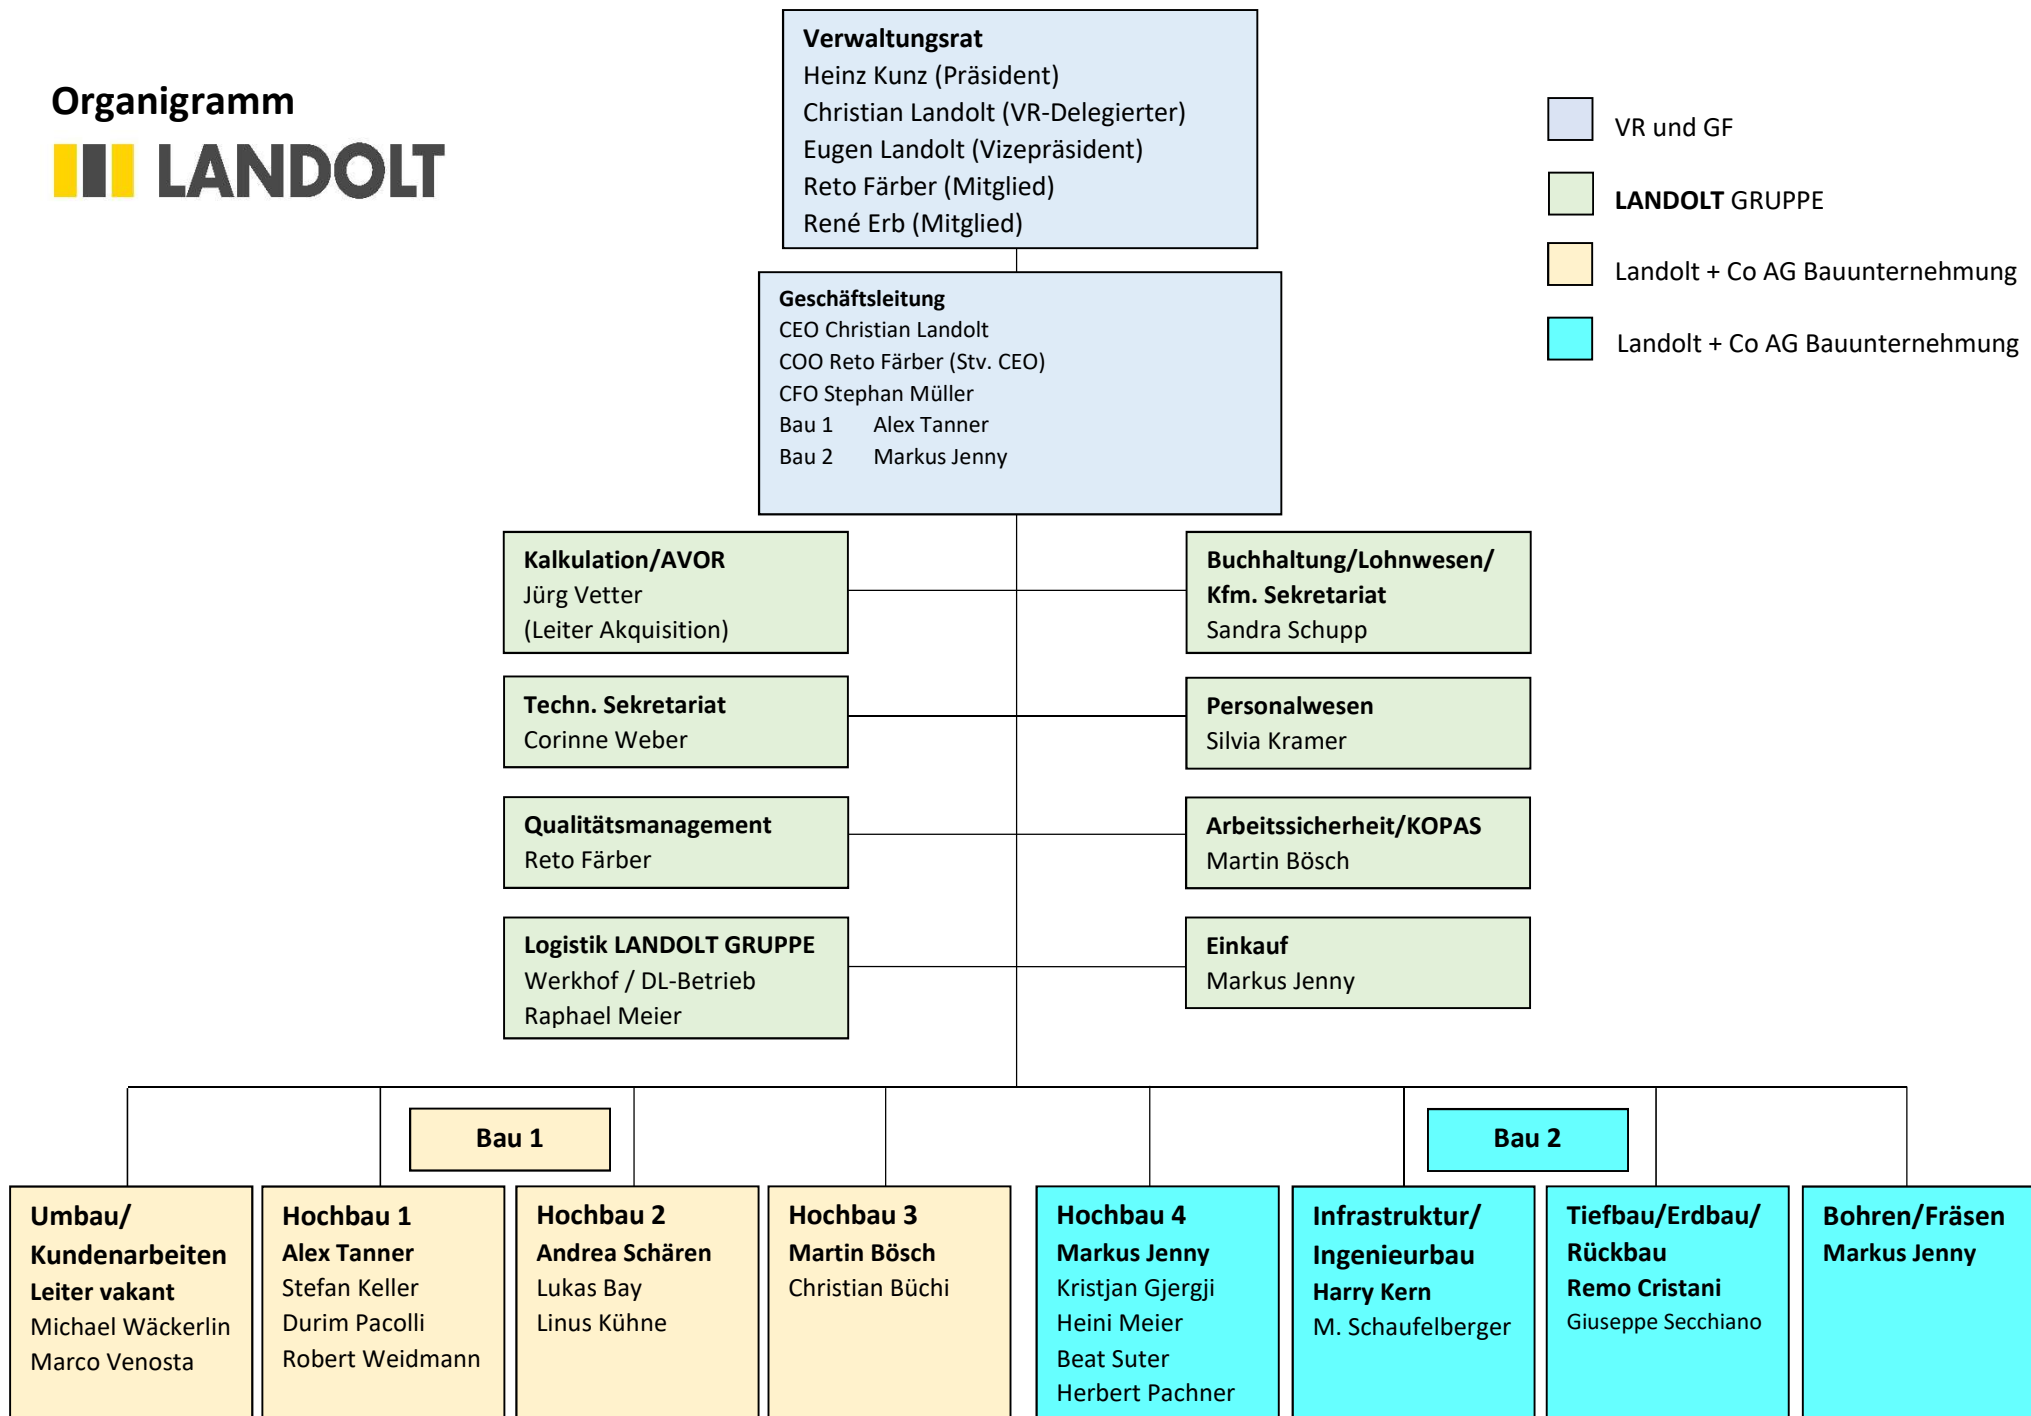 Organigramm
LANDOLT
Verwaltungsrat
Heinz Kunz (Präsident)
Christian Landolt (VR-Delegierter)
Eugen Landolt (Vizepräsident)
Reto Färber (Mitglied)
René Erb (Mitglied)
VR und GF
LANDOLT GRUPPE
Landolt + Co AG Bauunternehmung
Landolt + Co AG Bauunternehmung
Geschäftsleitung
CEO Christian Landolt
COO Reto Färber (Stv. CEO)
CFO Stephan Müller
Bau 1 Alex Tanner
Bau 2 Markus Jenny
Kalkulation/AVOR
Jürg Vetter
(Leiter Akquisition)
Buchhaltung/Lohnwesen/
Kfm. Sekretariat
Sandra Schupp
Techn. Sekretariat
Corinne Weber
Personalwesen
Silvia Kramer
Qualitätsmanagement
Reto Färber
Arbeitssicherheit/KOPAS
Martin Bösch
Logistik LANDOLT GRUPPE
Werkhof / DL-Betrieb
Raphael Meier
Einkauf
Markus Jenny
Bau 1
Bau 2
Umbau/
Kundenarbeiten
Leiter vakant
Michael Wäckerlin
Marco Venosta
Hochbau 1
Alex Tanner
Stefan Keller
Durim Pacolli
Robert Weidmann
Hochbau 2
Andrea Schären
Lukas Bay
Linus Kühne
Hochbau 3
Martin Bösch
Christian Büchi
Hochbau 4
Markus Jenny
Kristjan Gjergji
Heini Meier
Beat Suter
Herbert Pachner
Infrastruktur/
Ingenieurbau
Harry Kern
M. Schaufelberger
Tiefbau/Erdbau/
Rückbau
Remo Cristani
Giuseppe Secchiano
Bohren/Fräsen
Markus Jenny